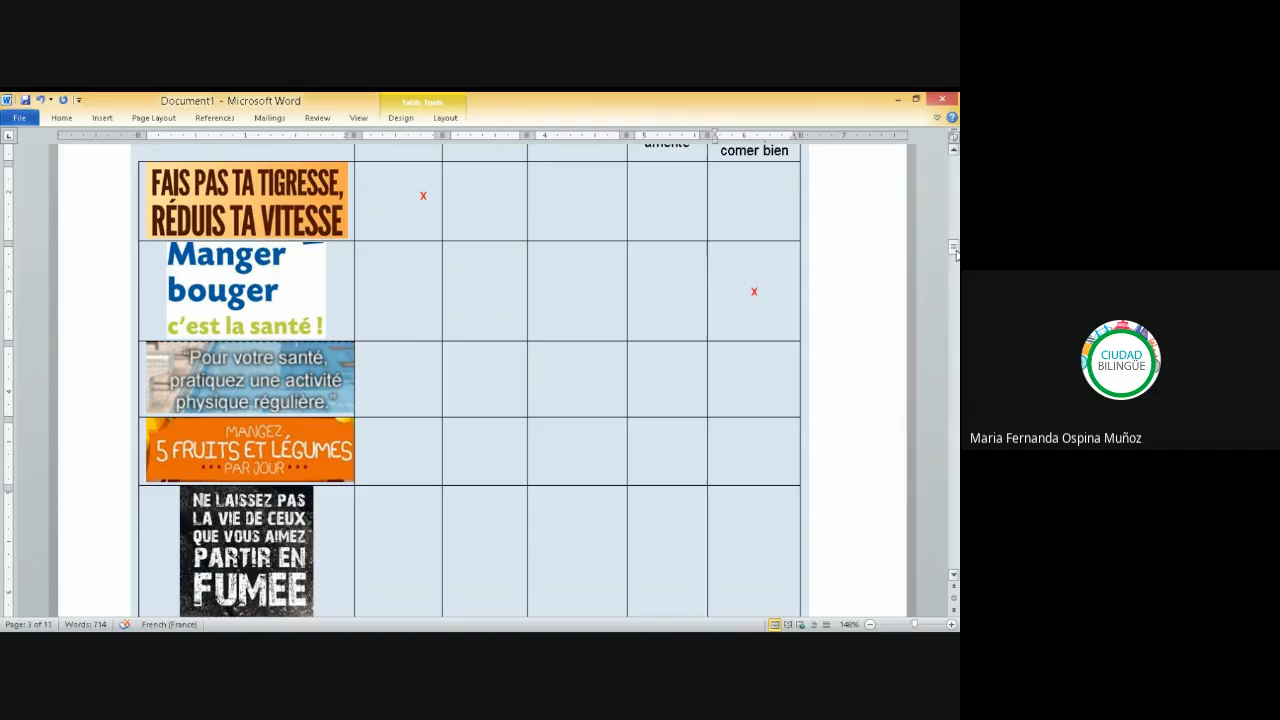 Document1 - Microsoft Word
Table Tools
File
Home
Insert
Page Layout
References
Mailings
Review
View
Design
Layout
amente
comer bien
FAIS PAS TA TIGRESSE,
RÉDUIS TA VITESSE
x
Manger
bouger
c'est la santé !
x
"Pour votre santé,
pratiquez une activité
physique régulière."
MANGEZ
5 FRUITS ET LÉGUMES
PAR JOUR
NE LAISSEZ PAS
LA VIE DE CEUX
QUE VOUS AIMEZ
PARTIR EN
FUMEE
Page: 3 of 11
Words: 714
French (France)
148%
CIUDAD
BILINGÜE
Maria Fernanda Ospina Muñoz